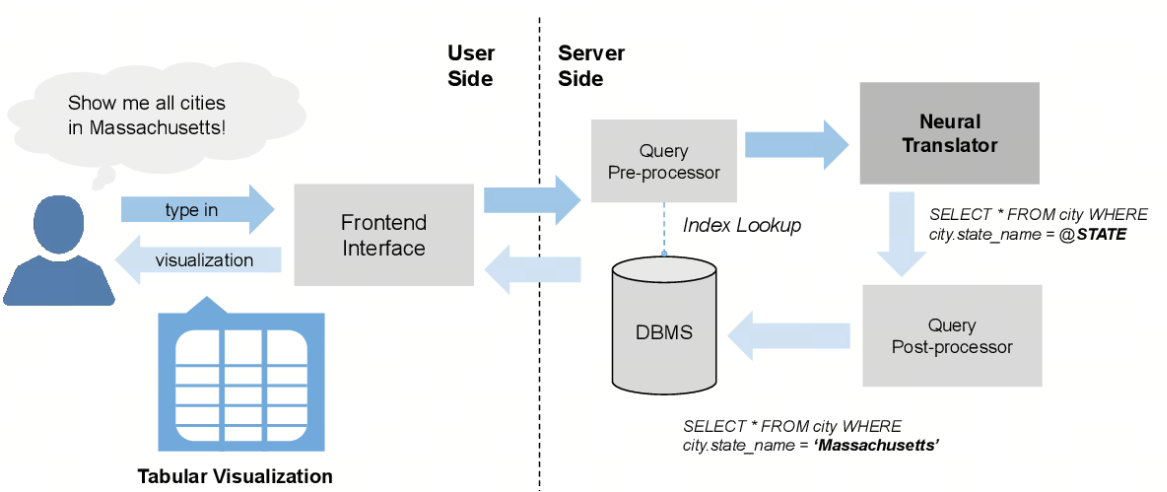 User
Side
Server
Side
Show me all cities
in Massachusetts!
type in
visualization
Frontend
Interface
Query
Pre-processor
Neural
Translator
Index Lookup
SELECT * FROM city WHERE
city.state_name = @STATE
DBMS
Query
Post-processor
SELECT * FROM city WHERE
city.state_name = ‘Massachusetts’
Tabular Visualization